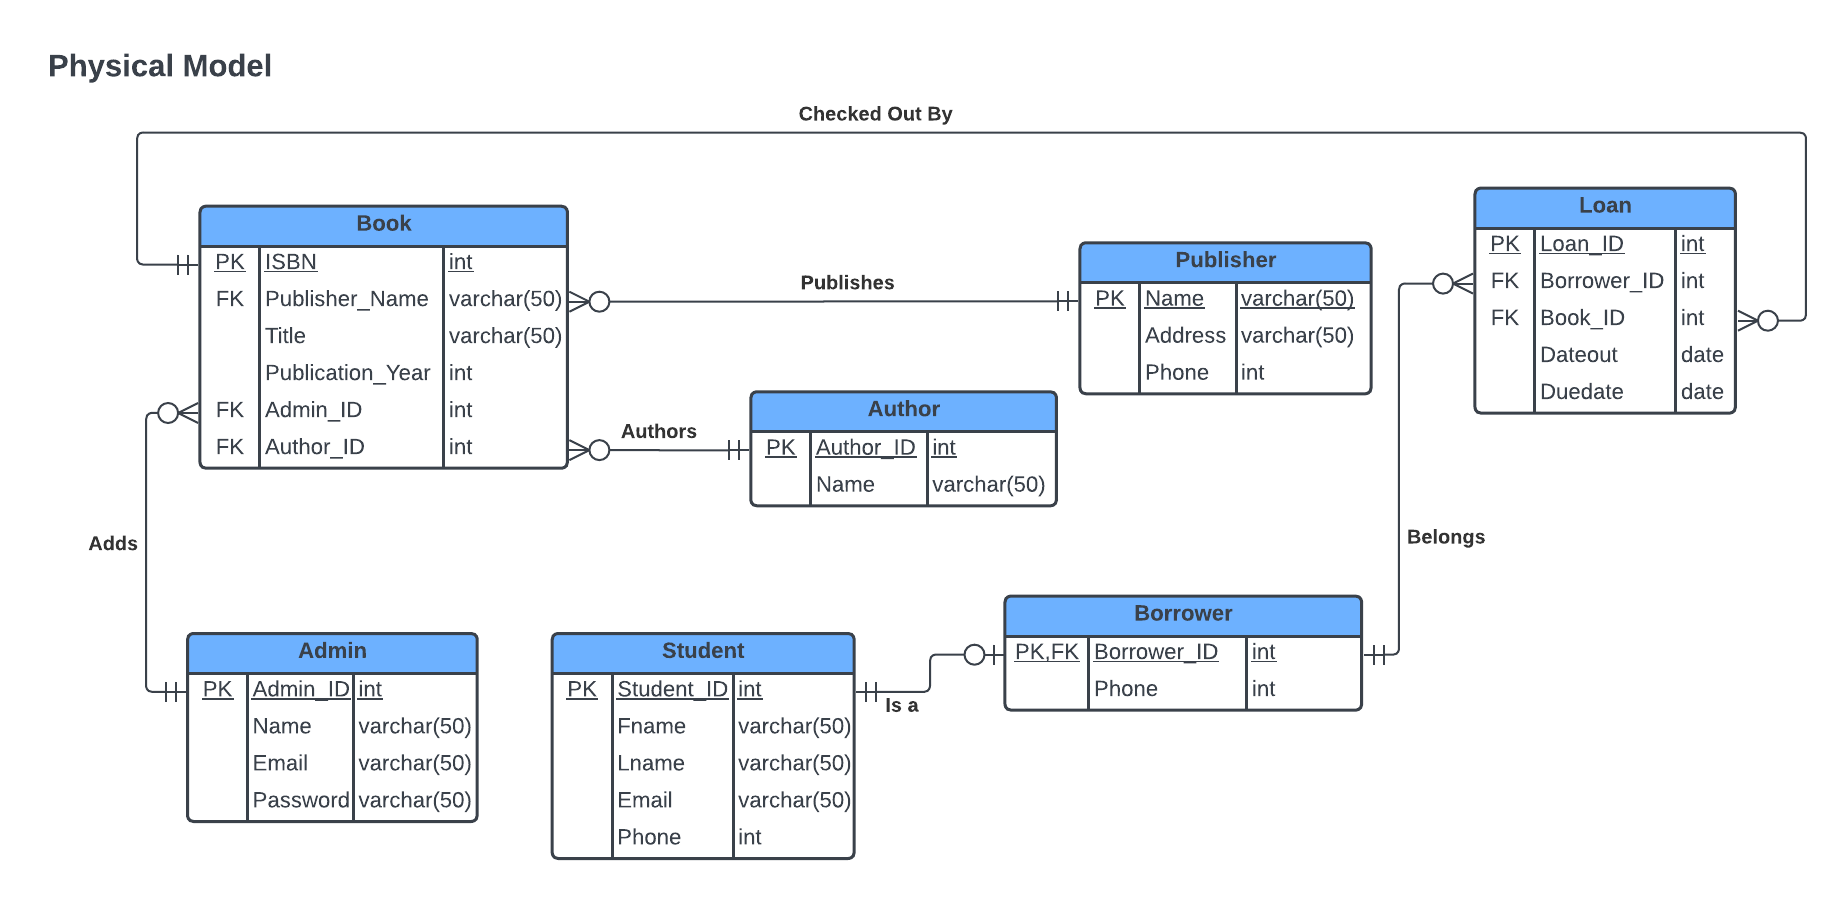 Physical Model
Checked Out By
Book
PK ISBN int
FK Publisher_Name varchar(50)
Title varchar(50)
Publication_Year int
FK Admin_ID int
FK Author_ID int
Publishes
Publisher
PK Name varchar(50)
Address varchar(50)
Phone int
Loan
PK Loan_ID int
FK Borrower_ID int
FK Book_ID int
Dateout date
Duedate date
Authors
Author
PK Author_ID int
Name varchar(50)
Adds
Belongs
Admin
PK Admin_ID int
Name varchar(50)
Email varchar(50)
Password varchar(50)
Student
PK Student_ID int
Fname varchar(50)
Lname varchar(50)
Email varchar(50)
Phone int
Is a
Borrower
PK,FK Borrower_ID int
Phone int